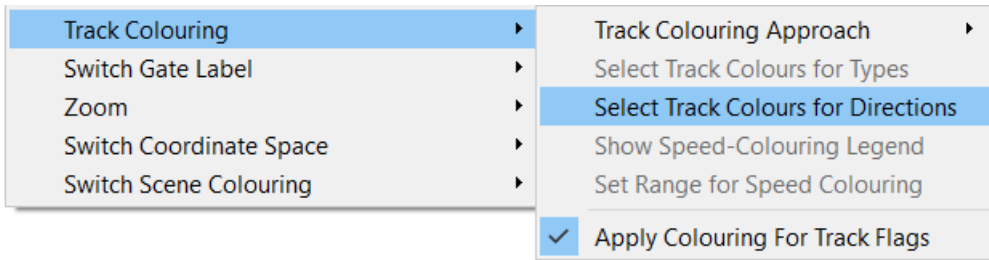 Track Colouring
Switch Gate Label
Zoom
Switch Coordinate Space
Switch Scene Colouring
Track Colouring Approach
Select Track Colours for Types
Select Track Colours for Directions
Show Speed-Colouring Legend
Set Range for Speed Colouring
Apply Colouring For Track Flags